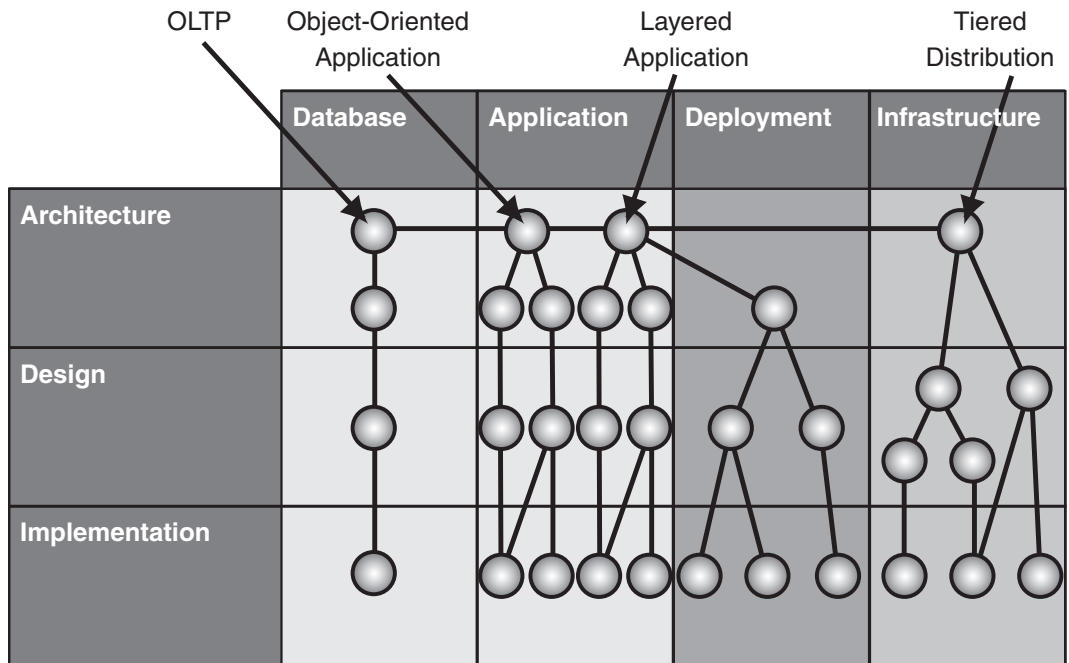 OLTP
Object-Oriented
Application
Layered
Application
Tiered
Distribution
Database
Application
Deployment
Infrastructure
Architecture
Design
Implementation